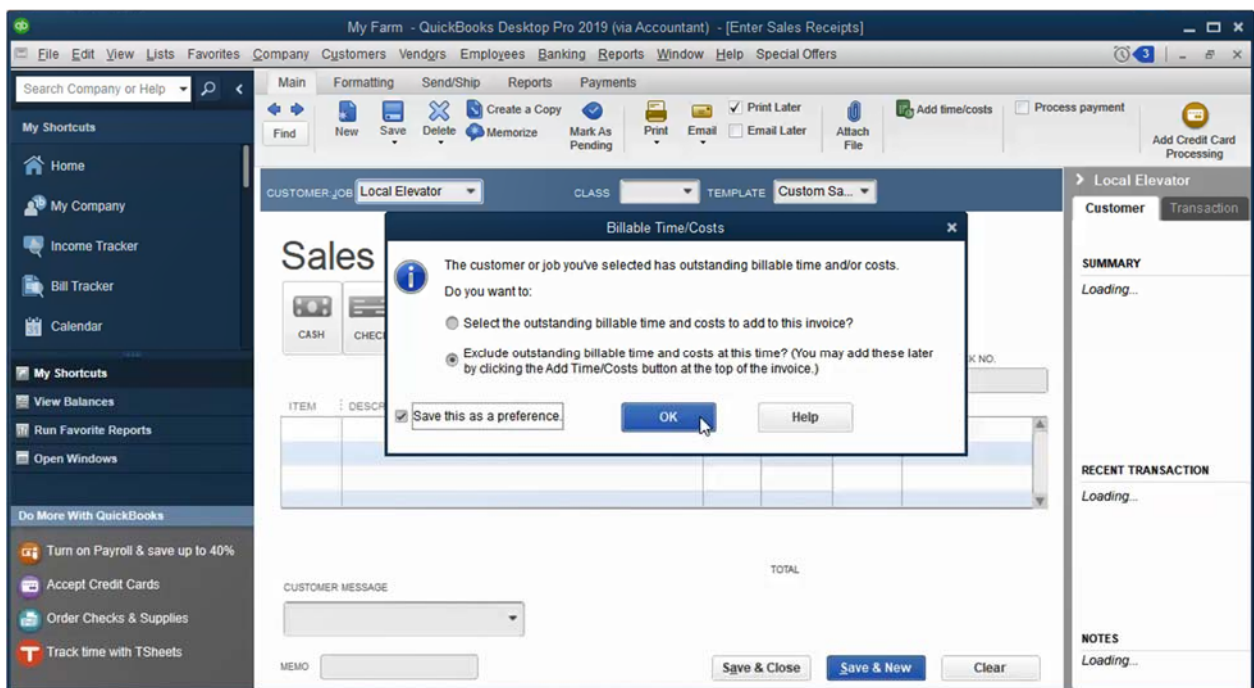 My Farm - QuickBooks Desktop Pro 2019 (via Accountant) - [Enter Sales Receipts]
File Edit View Lists Favorites Company Customers Vendors Employees Banking Reports Window Help Special Offers
3
Search Company or Help
My Shortcuts
Home
My Company
Income Tracker
Bill Tracker
Calendar
31
My Shortcuts
View Balances
Run Favorite Reports
Open Windows
Do More With QuickBooks
Turn on Payroll & save up to 40%
Accept Credit Cards
Order Checks & Supplies
Track time with TSheets
Main Formatting Send/Ship Reports Payments
Find
New
Save
Delete
Create a Copy
Memorize
Mark As
Pending
Print
Email
Print Later
Email Later
Attach
File
Add time/costs
Process payment
Add Credit Card
Processing
CUSTOMER:JOB Local Elevator CLASS TEMPLATE Custom Sa...
Sales
CASH
CHEC
K NO.
ITEM DESCR
Billable Time/Costs
The customer or job you've selected has outstanding billable time and/or costs.
Do you want to:
Select the outstanding billable time and costs to add to this invoice?
Exclude outstanding billable time and costs at this time? (You may add these later
by clicking the Add Time/Costs button at the top of the invoice.)
Save this as a preference.
OK
Help
TOTAL
CUSTOMER MESSAGE
MEMO
Save & Close Save & New Clear
Local Elevator
Customer Transaction
SUMMARY
Loading...
RECENT TRANSACTION
Loading...
NOTES
Loading...